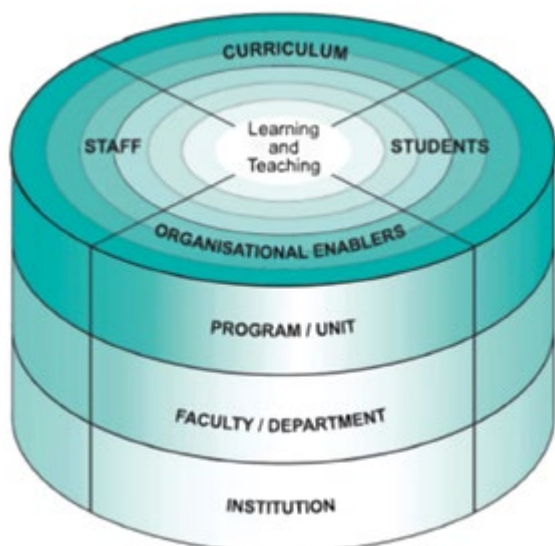 CURRICULUM
STAFF
Learning
and
Teaching
STUDENTS
ORGANISATIONAL ENABLERS
PROGRAM / UNIT
FACULTY / DEPARTMENT
INSTITUTION